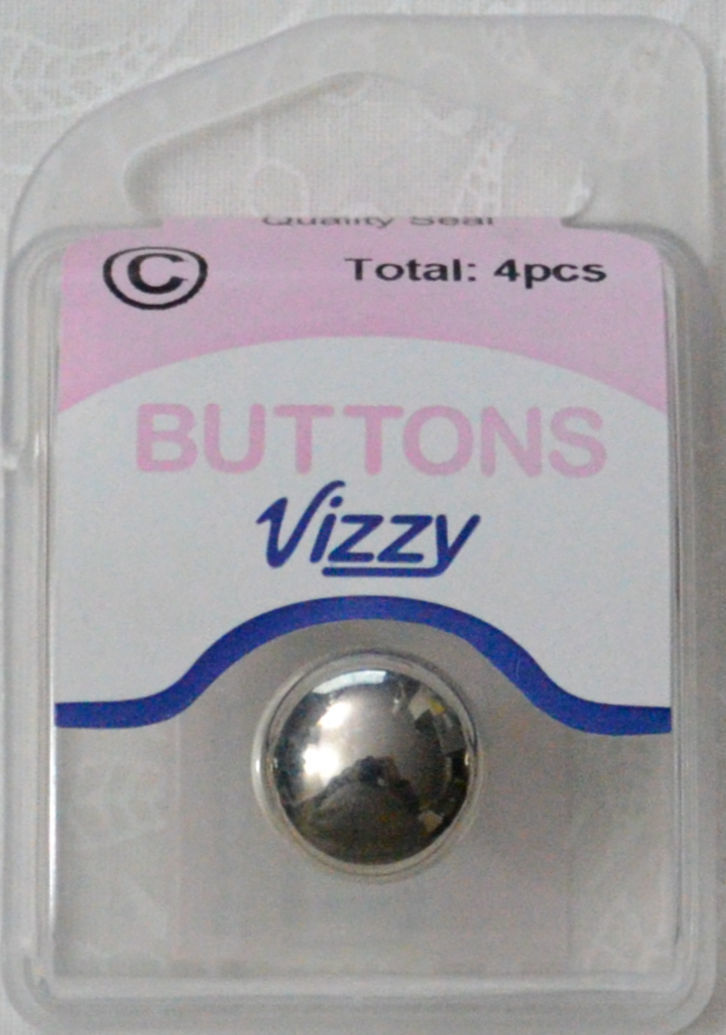 Quality Seal
C Total: 4pcs
BUTTONS
Vizzy